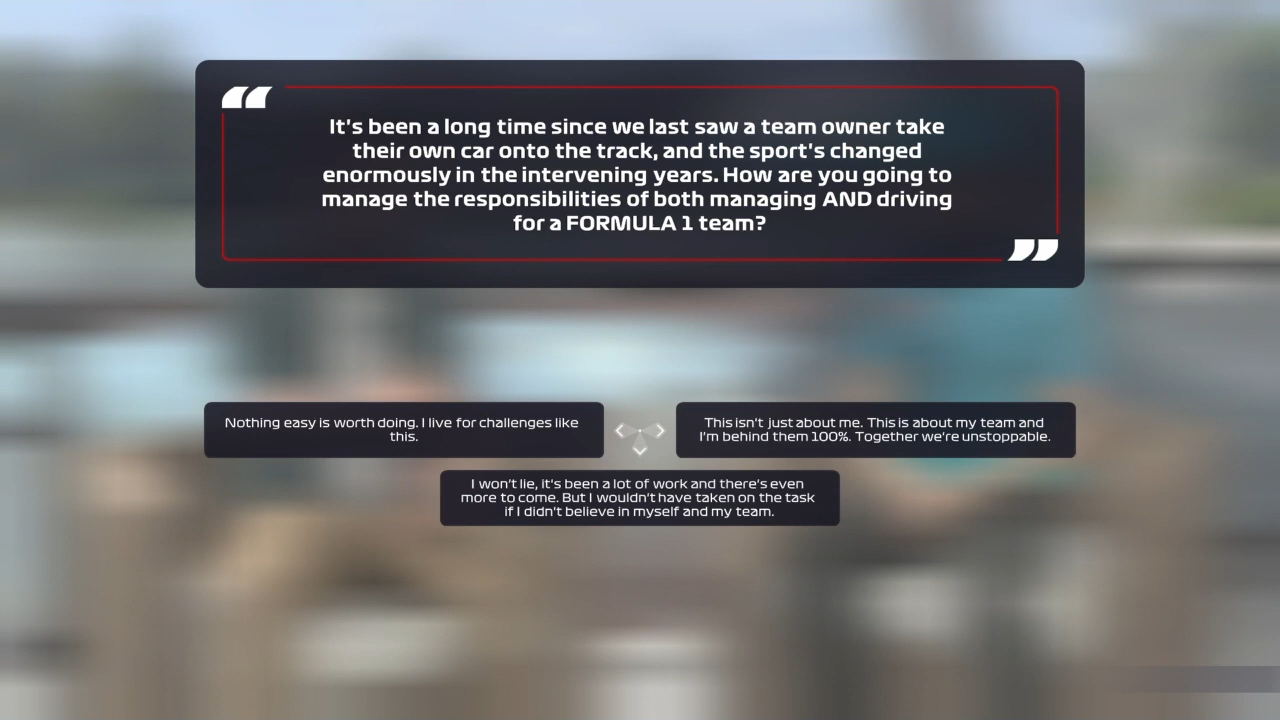 It's been a long time since we last saw a team owner take
their own car onto the track, and the sport's changed
enormously in the intervening years. How are you going to
manage the responsibilities of both managing AND driving
for a FORMULA 1 team?
Nothing easy is worth doing. I live for challenges like
this.
This isn't just about me. This is about my team and
I'm behind them 100%. Together we're unstoppable.
I won't lie, it's been a lot of work and there's even
more to come. But I wouldn't have taken on the task
if I didn't believe in myself and my team.